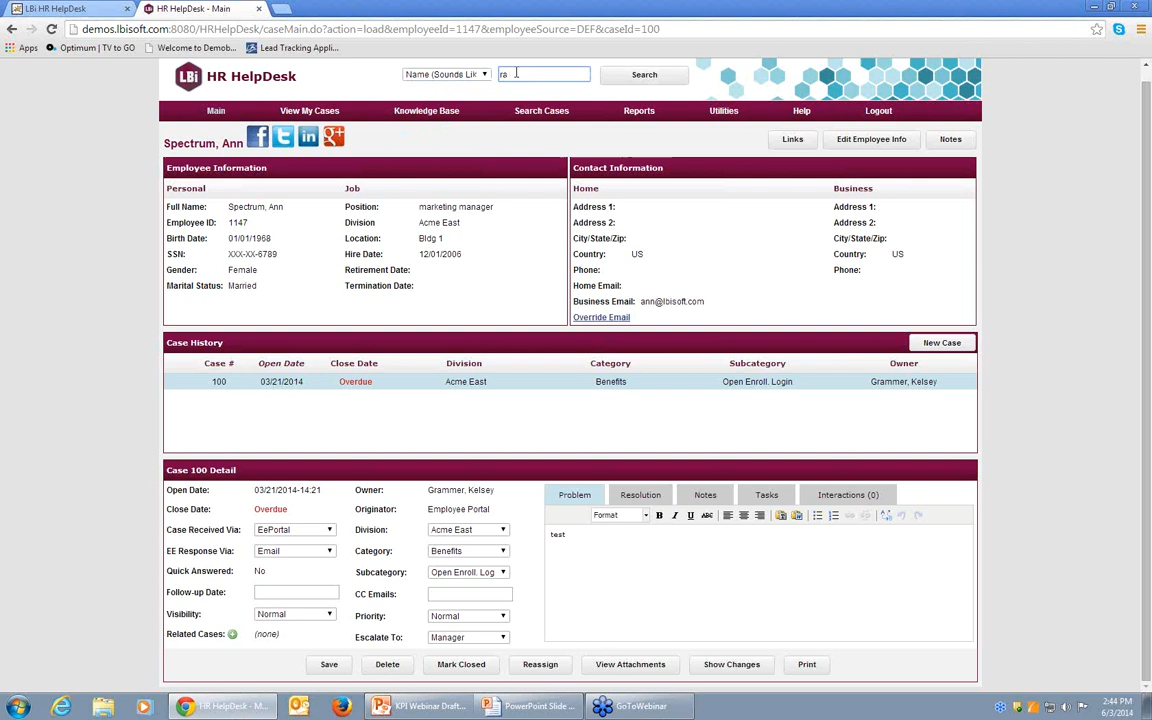 LBi HR HelpDesk
HR HelpDesk - Main
demos.lbisoft.com:8080/HRHelpDesk/caseMain.do?action=load&employeeId=1147&employeeSource=DEF&caseId=100
Apps Optimum | TV to GO Welcome to Demob... Lead Tracking Appli...
LBi HR HelpDesk
Name (Sounds Lik ra Search
Main View My Cases Knowledge Base Search Cases Reports Utilities Help Logout
Spectrum, Ann
Links Edit Employee Info Notes
Employee Information Contact Information
Personal Job Home Business
Full Name: Spectrum, Ann Position: marketing manager Address 1: Address 1:
Employee ID: 1147 Division Acme East Address 2: Address 2:
Birth Date: 01/01/1968 Location: Bldg 1 City/State/Zip: City/State/Zip:
SSN: XXX-XX-6789 Hire Date: 12/01/2006 Country: US Country: US
Gender: Female Retirement Date: Phone: Phone:
Marital Status: Married Termination Date: Home Email:
Business Email: ann@lbisoft.com
Override Email
Case History New Case
Case # Open Date Close Date Division Category Subcategory Owner
100 03/21/2014 Overdue Acme East Benefits Open Enroll. Login Grammer, Kelsey
Case 100 Detail
Open Date: 03/21/2014-14:21 Owner: Grammer, Kelsey
Problem Resolution Notes Tasks Interactions (0)
Close Date: Overdue Originator: Employee Portal
Format B I U ABC
Case Received Via: EePortal Division: Acme East
test
EE Response Via: Email Category: Benefits
Quick Answered: No Subcategory: Open Enroll. Log
Follow-up Date: CC Emails:
Visibility: Normal Priority: Normal
Related Cases: (none) Escalate To: Manager
Save Delete Mark Closed Reassign View Attachments Show Changes Print
HR HelpDesk - M... KPI Webinar Draft... PowerPoint Slide ... GoToWebinar
2:44 PM
6/3/2014